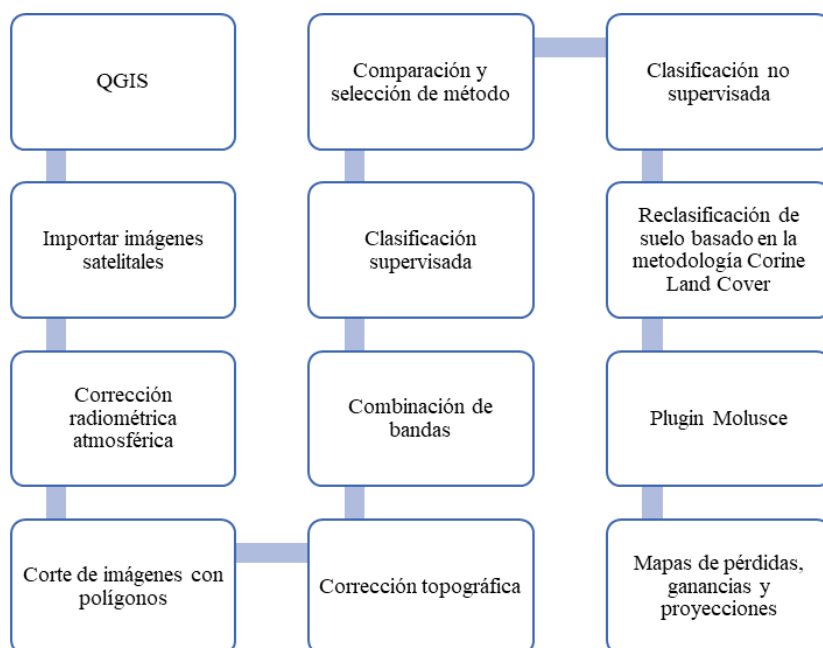 QGIS
Importar imágenes
satelitales
Corrección
radiométrica
atmosférica
Corte de imágenes con
polígonos
Corrección topográfica
Combinación de
bandas
Clasificación
supervisada
Comparación y
selección de método
Clasificación no
supervisada
Reclasificación de
suelo basado en la
metodología Corine
Land Cover
Plugin Molusce
Mapas de pérdidas,
ganancias y
proyecciones